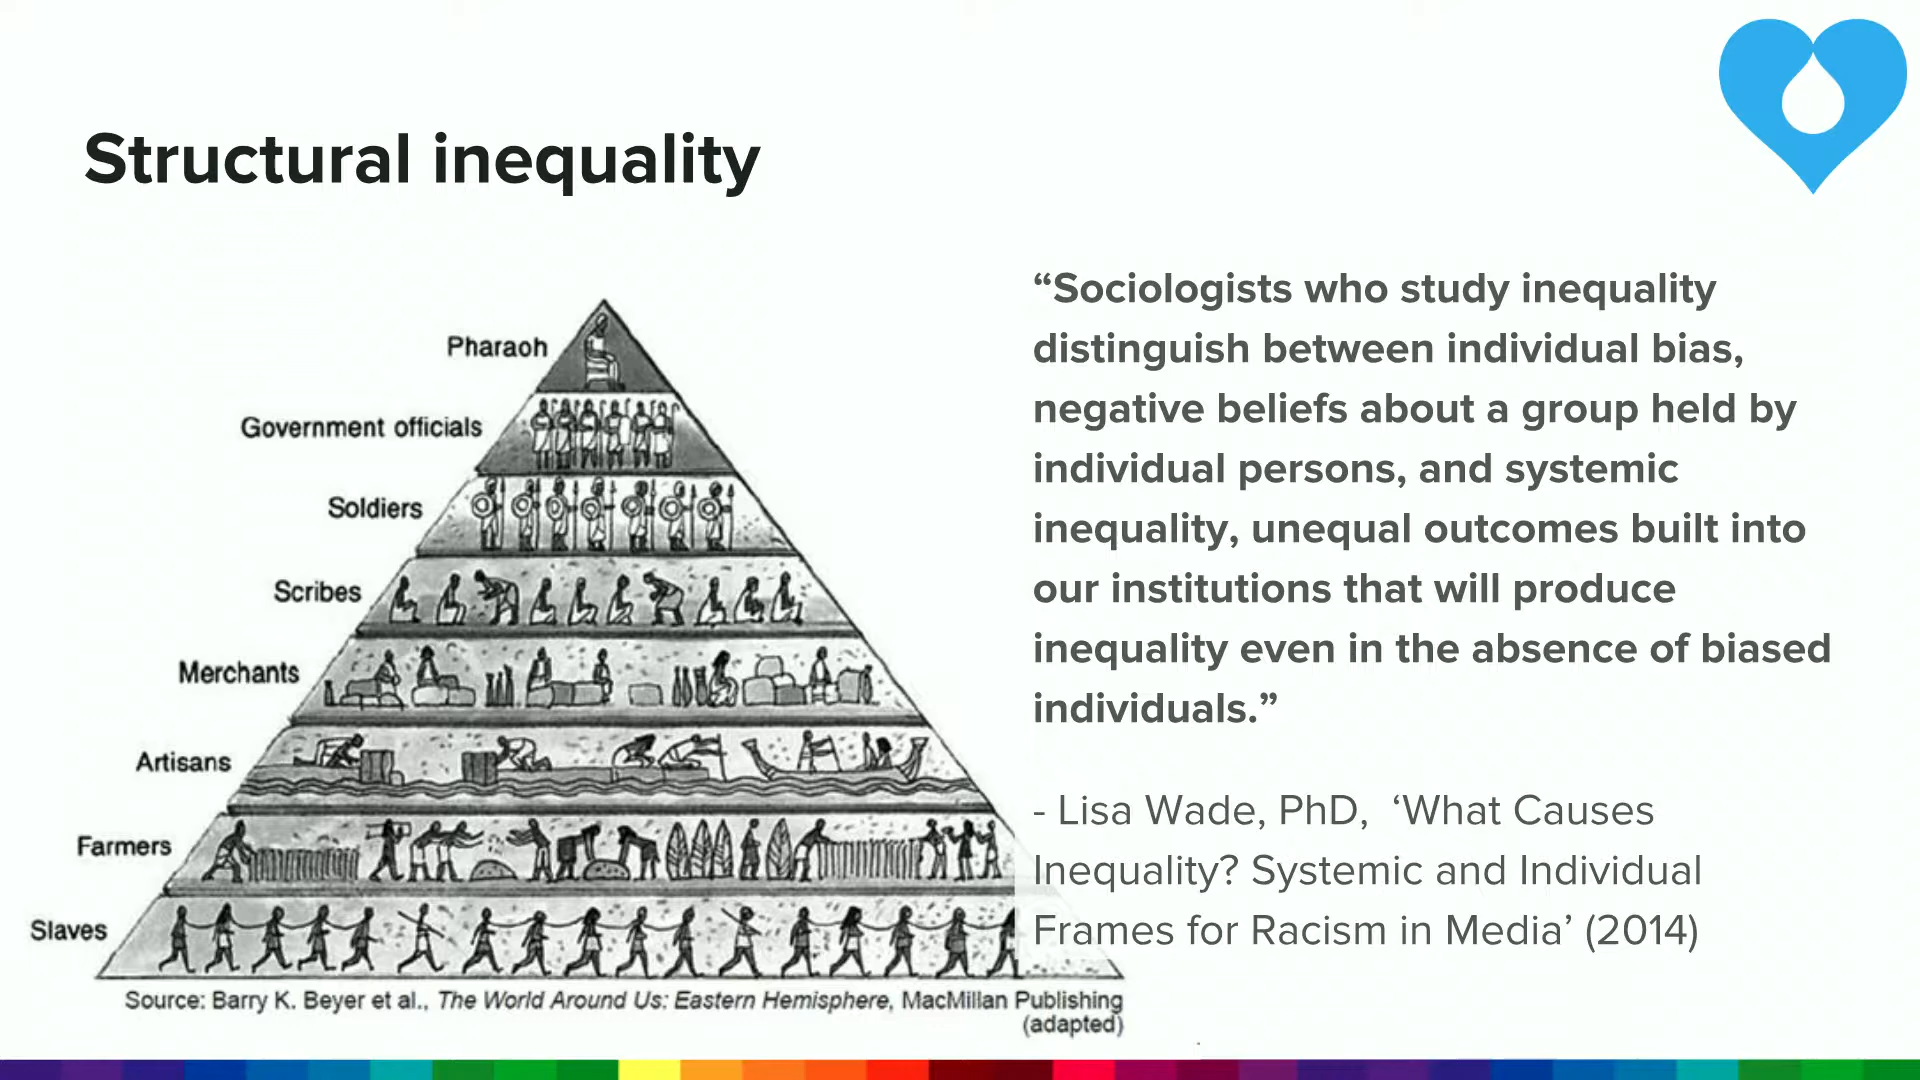 Structural inequality
Pharaoh
Government officials
Soldiers
Scribes
Merchants
Artisans
Farmers
Slaves
Source: Barry K. Beyer et al., The World Around Us: Eastern Hemisphere, MacMillan Publishing
(adapted)
“Sociologists who study inequality
distinguish between individual bias,
negative beliefs about a group held by
individual persons, and systemic
inequality, unequal outcomes built into
our institutions that will produce
inequality even in the absence of biased
individuals.”
- Lisa Wade, PhD, ‘What Causes
Inequality? Systemic and Individual
Frames for Racism in Media’ (2014)